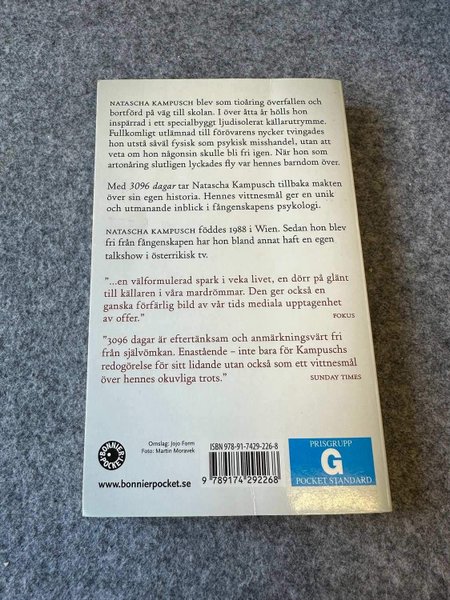 NATASCHA KAMPUSCH blev som tioåring överfallen och
bortförd på väg till skolan. I över åtta år hölls hon
inspärrad i ett specialbyggt ljudisolerat källarutrymme.
Fullkomligt utlämnad till förövarens nycker tvingades
hon utstå såväl fysisk som psykisk misshandel, utan att
veta om hon någonsin skulle bli fri igen. När hon som
artonåring slutligen lyckades fly var hennes barndom över.
Med 3096 dagar tar Natascha Kampusch tillbaka makten
över sin egen historia. Hennes vittnesmål ger en unik
och utmanande inblick i fångenskapens psykologi.
NATASCHA KAMPUSCH föddes 1988 i Wien. Sedan hon blev
fri från fångenskapen har hon bland annat haft en egen
talkshow i österrikisk tv.
"...en välformulerad spark i veka livet, en dörr på glänt
till källaren i våra mardrömmar. Den ger också en
ganska förfärlig bild av vår tids mediala upptagenhet
av offer."
FOKUS
"3096 dagar är eftertänksam och anmärkningsvärt fri
från självömkan. Enastående – inte bara för Kampuschs
redogörelse för sitt lidande utan också som ett vittnesmål
över hennes okuvliga trots."
SUNDAY TIMES
BONNIER
POCKET
Omslag: Jojo Form
Foto: Martin Moravek
www.bonnierpocket.se
ISBN 978-91-7429-226-8
9 789174 292268
PRISGRUPP
G
POCKET STANDARD